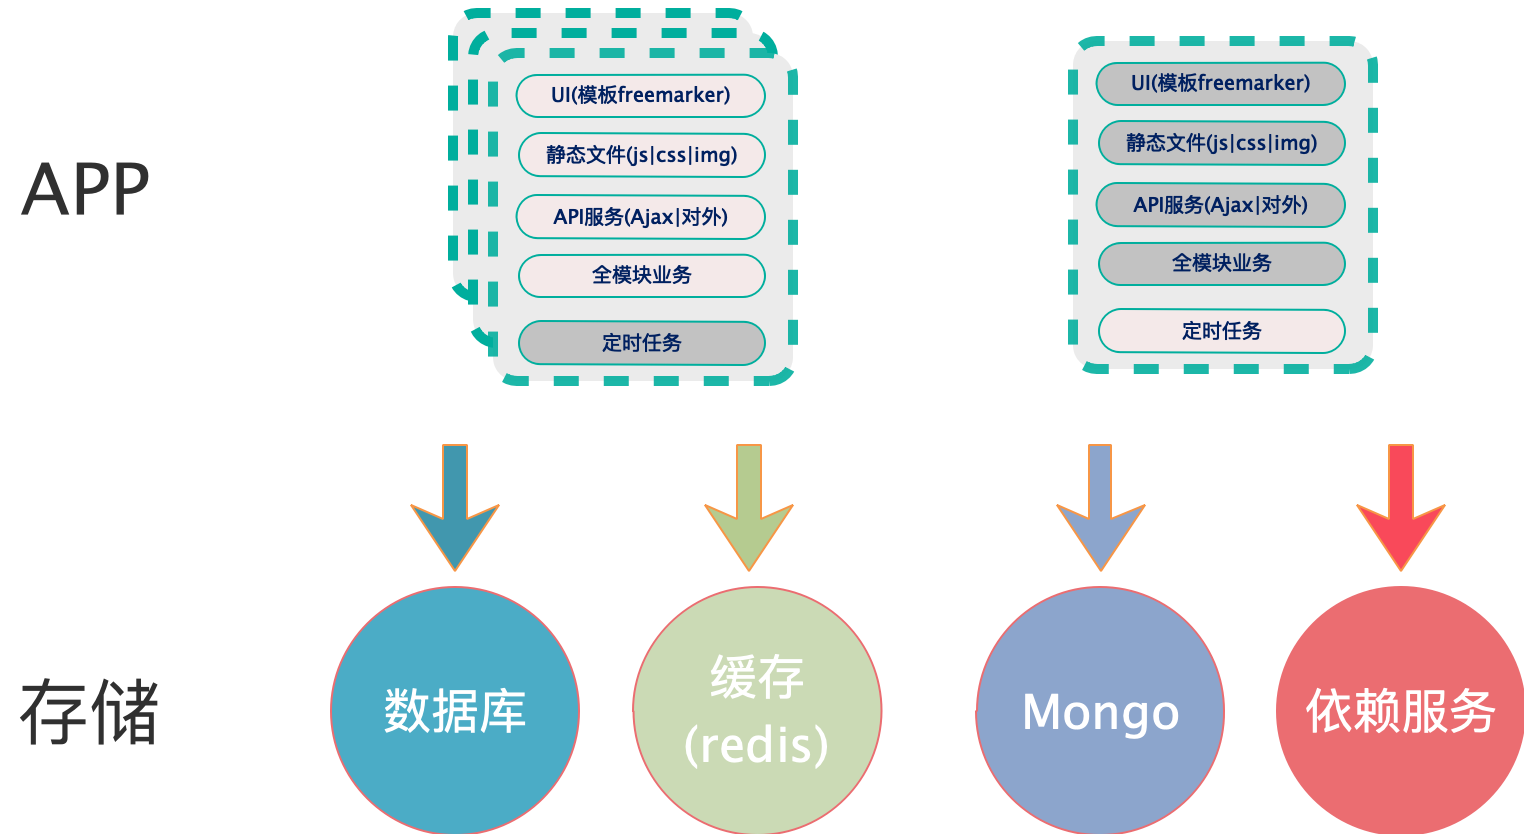 APP
UI(模板freemarker)
静态文件(js|css|img)
API服务(Ajax|对外)
全模块业务
定时任务
UI(模板freemarker)
静态文件(js|css|img)
API服务(Ajax|对外)
全模块业务
定时任务
存储
数据库
缓存
(redis)
Mongo
依赖服务